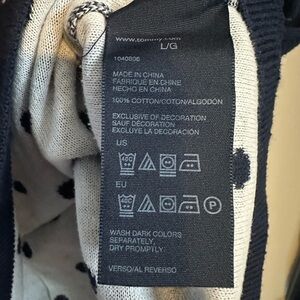 www.tommy.com
L/G
1040806
MADE IN CHINA
FABRIQUÉ EN CHINE
HECHO EN CHINA
100% COTTON/COTON/ALGODÓN
EXCLUSIVE OF DECORATION
SAUF DÉCORATION
EXCLUYE LA DECORACIÓN
US
EU
P
WASH DARK COLORS
SEPARATELY.
DRY PROMPTLY.
VERSO/AL REVERSO